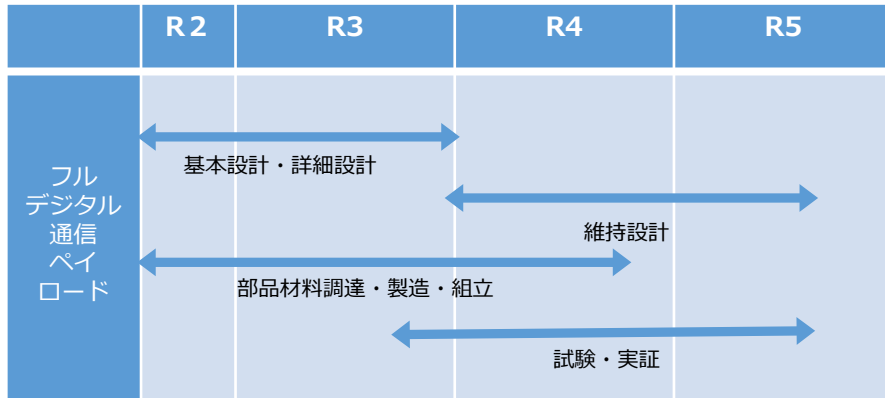 R２ R3 R4 R5
フル
デジタル
通信
ペイ
ロード
基本設計・詳細設計
維持設計
部品材料調達・製造・組立
試験・実証